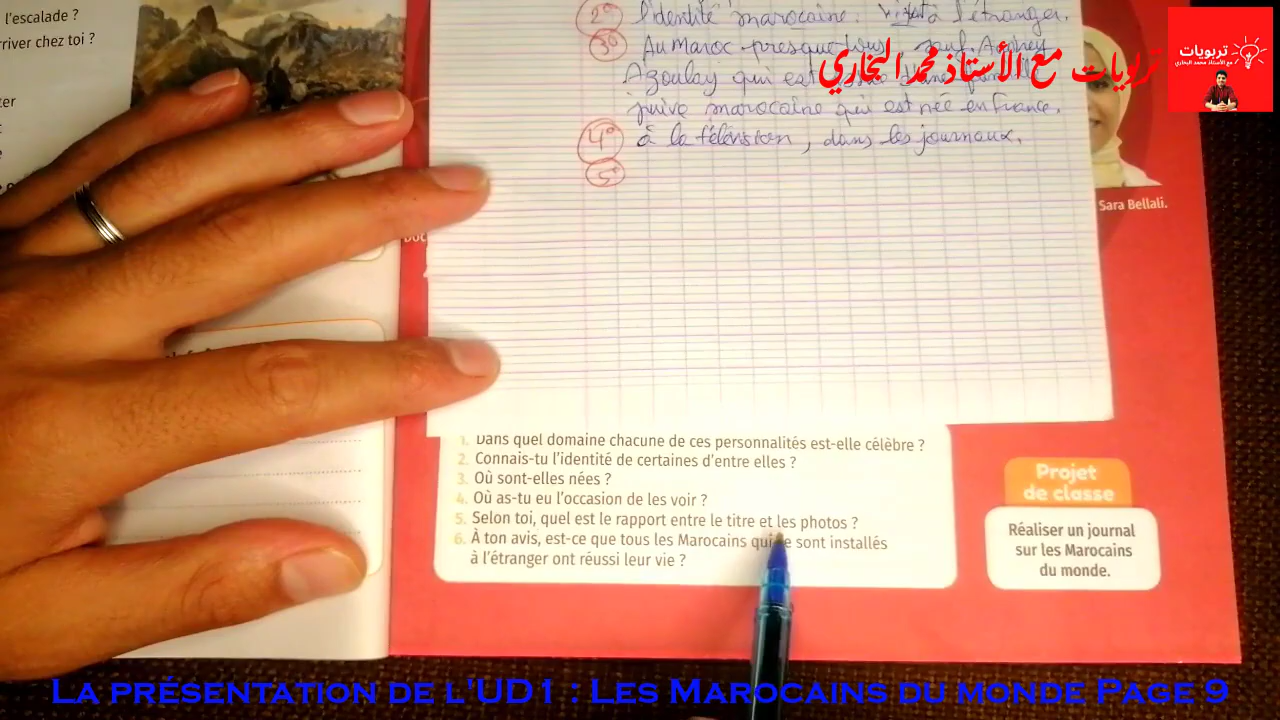 l'escalade ?
rriver chez toi ?
ter
2° l'identité marocaine. à l'étranger.
3° Au Maroc presque tous sauf
Azoulay qui est
juive marocaine qui est née en France.
4° à la télévision, dans les journaux.
5°
تربويات مع الأستاذ محمد البخاري
تربويات
مع الأستاذ محمد البخاري
Sara Bellali.
Doc
1. Dans quel domaine chacune de ces personnalités est-elle célèbre ?
2. Connais-tu l'identité de certaines d'entre elles ?
3. Où sont-elles nées ?
4. Où as-tu eu l'occasion de les voir ?
5. Selon toi, quel est le rapport entre le titre et les photos ?
6. À ton avis, est-ce que tous les Marocains qui se sont installés
à l'étranger ont réussi leur vie ?
Projet
de classe
Réaliser un journal
sur les Marocains
du monde.
La présentation de l'UD1 : Les Marocains du monde Page 9